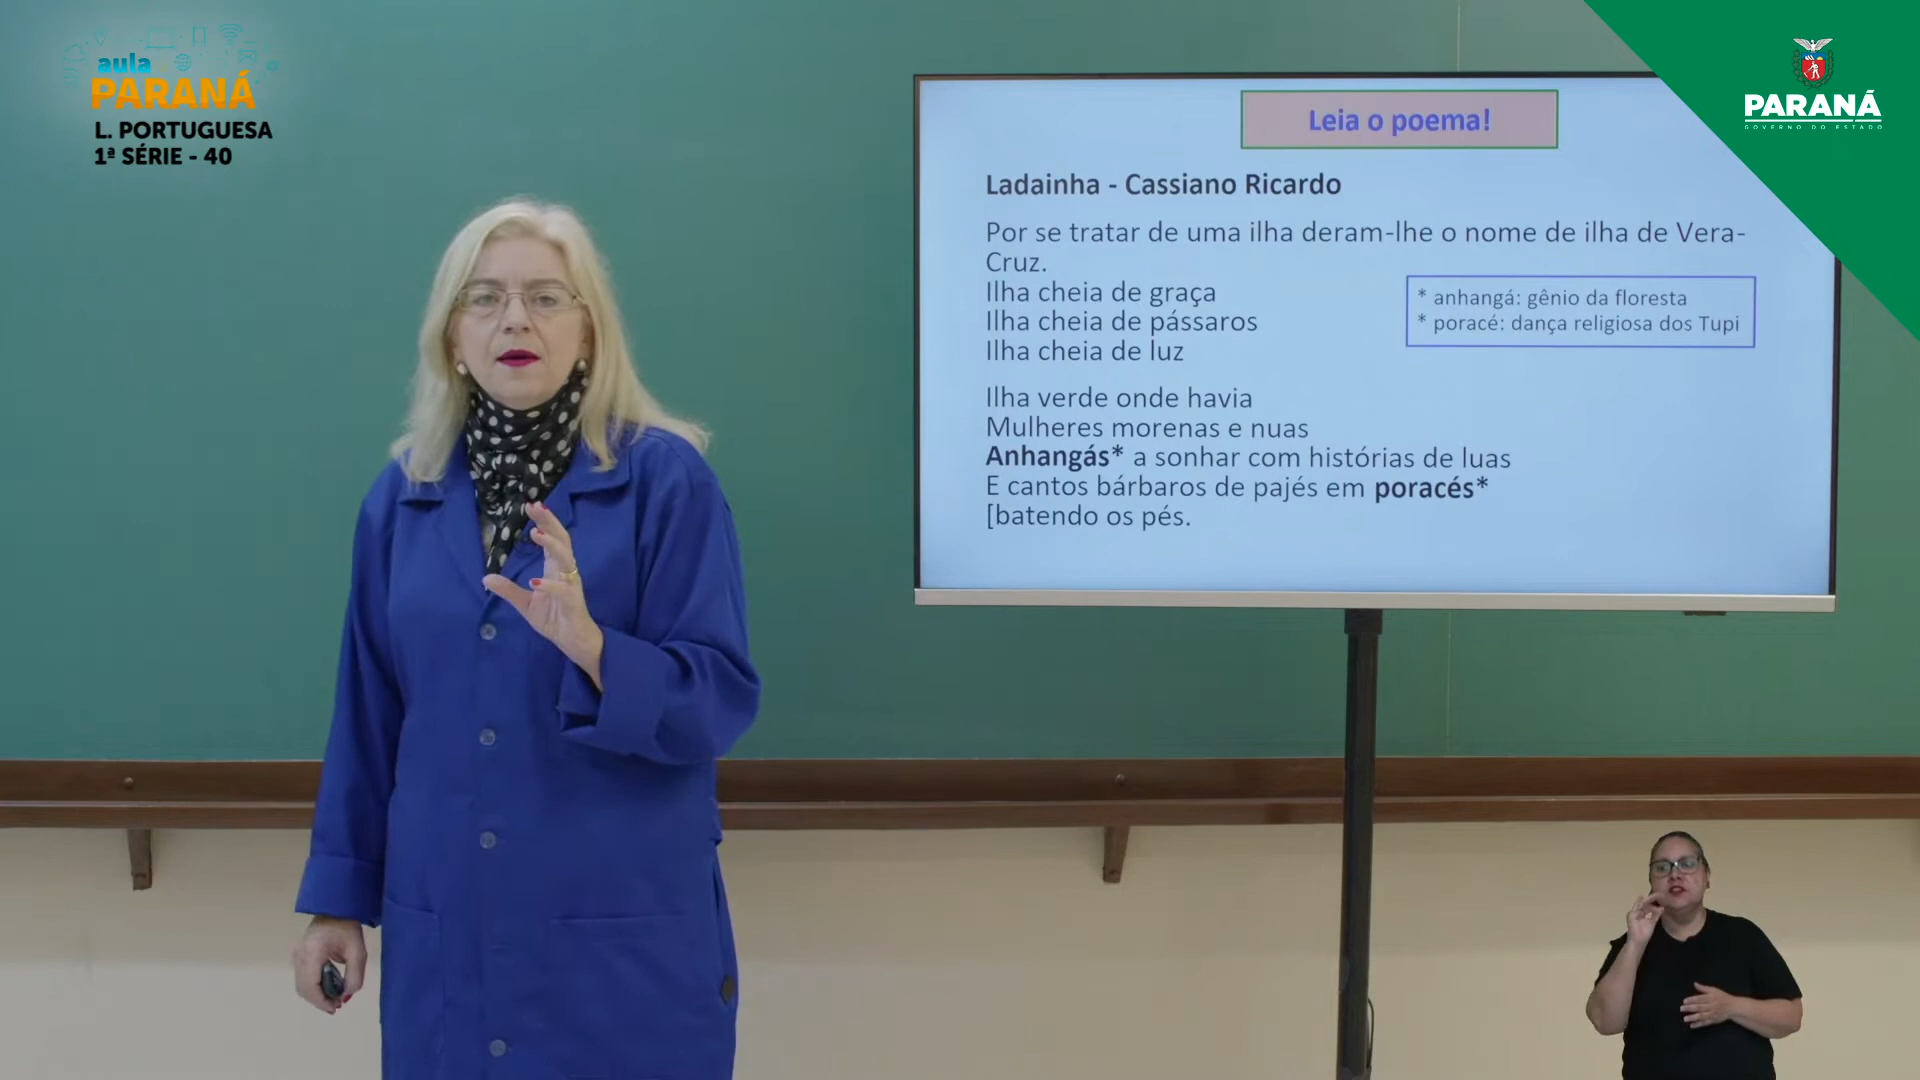 aula
PARANÁ
L. PORTUGUESA
1ª SÉRIE - 40
PARANÁ
GOVERNO DO ESTADO
Leia o poema!
Ladainha - Cassiano Ricardo
Por se tratar de uma ilha deram-lhe o nome de ilha de Vera-
Cruz.
Ilha cheia de graça
Ilha cheia de pássaros
Ilha cheia de luz
* anhangá: gênio da floresta
* poracé: dança religiosa dos Tupi
Ilha verde onde havia
Mulheres morenas e nuas
Anhangás* a sonhar com histórias de luas
E cantos bárbaros de pajés em poracés*
[batendo os pés.